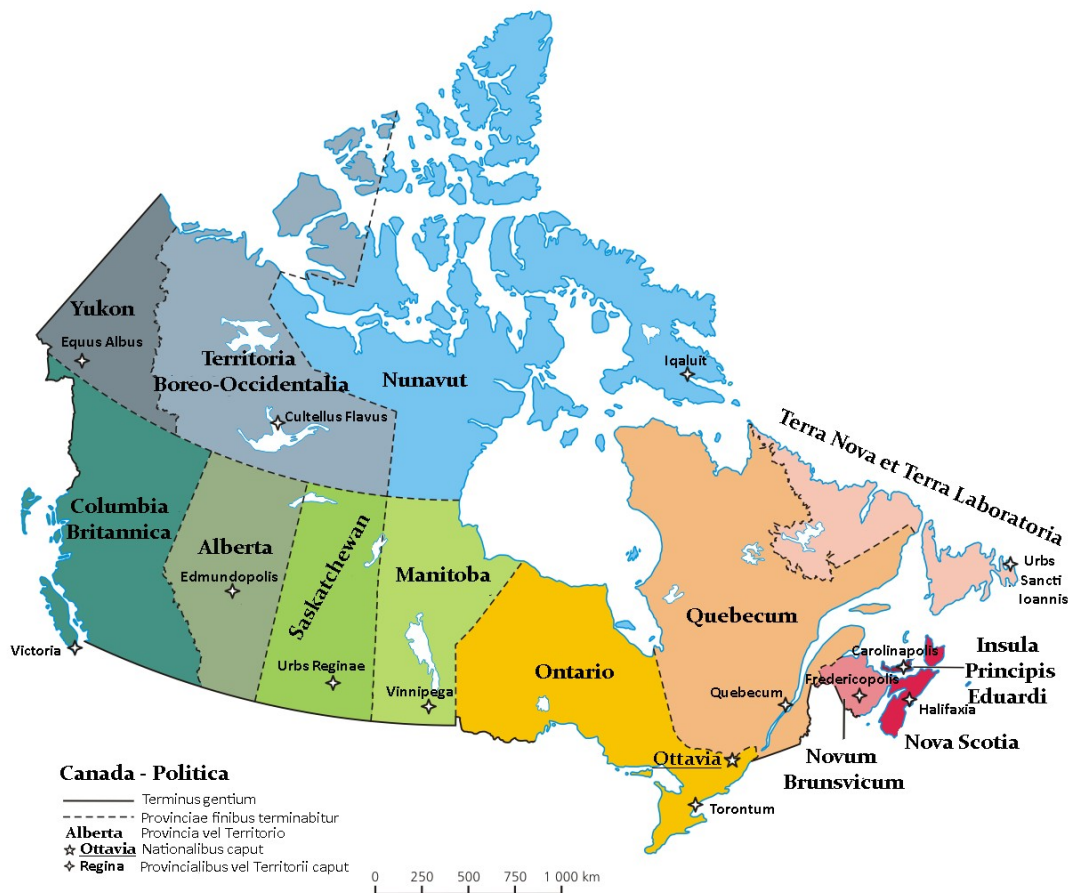 Yukon
Equus Albus
Territoria
Boreo-Occidentalia
Cultellus Flavus
Nunavut
Iqaluit
Terra Nova et Terra Laboratoria
Columbia
Britannica
Alberta
Edmundopolis
Saskatchewan
Urbs Reginae
Manitoba
Vinnipega
Victoria
Ontario
Quebecum
Quebecum
Urbs
Sancti
Ioannis
Carolinapolis
Insula
Principis
Eduardi
Fredericopolis
Halifaxia
Nova Scotia
Novum
Brunsvicum
Ottavia
Torontum
Canada - Politica
Terminus gentium
Provinciae finibus terminabitur
Alberta Provincia vel Territorio
Ottavia Nationalibus caput
Regina Provincialibus vel Territorii caput
0 250 500 750 1 000 km